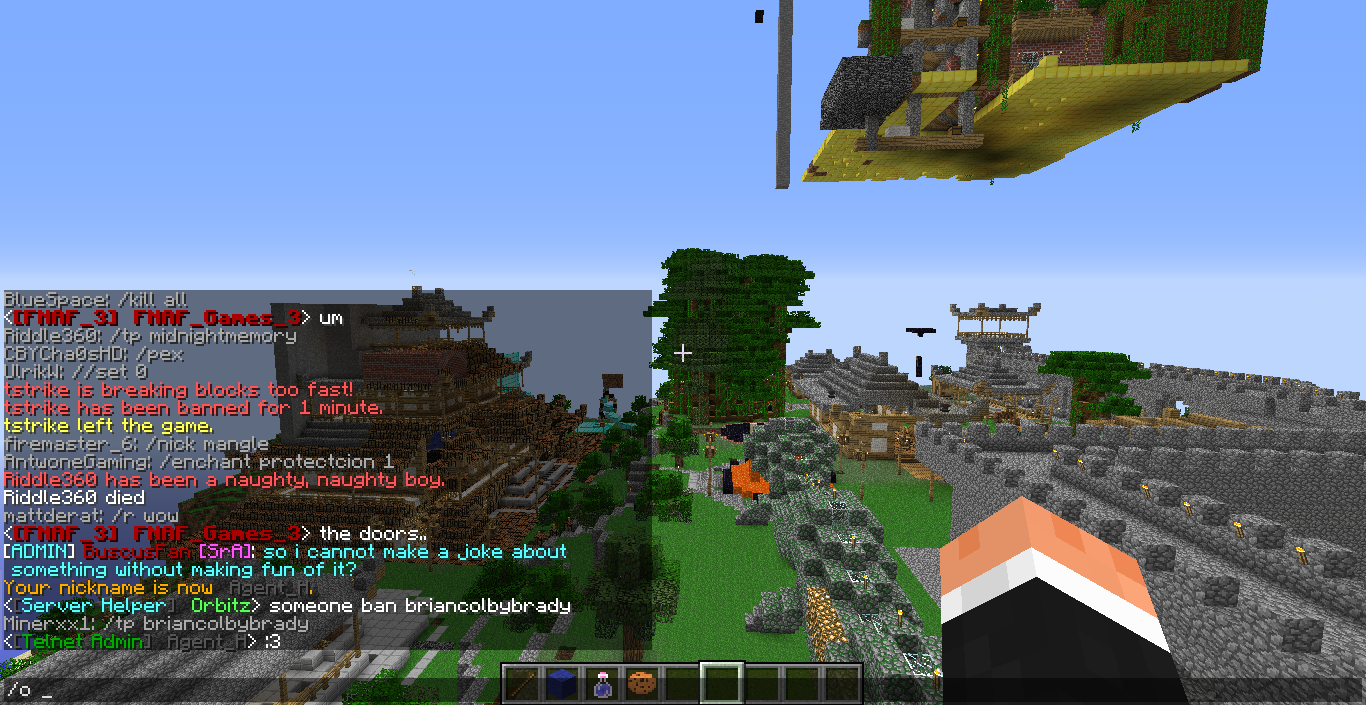 BlueSpace: /kill all
<[FNAF_3] FNAF_Games_3> um
Riddle360: /tp midnightmemory
CBYCha0sHD: /pex
UlrikW: //set 0
tstrike is breaking blocks too fast!
tstrike has been banned for 1 minute.
tstrike left the game.
firemaster_6: /nick mangle
AntwoneGaming: /enchant protectcion 1
Riddle360 has been a naughty, naughty boy.
Riddle360 died
mattderat: /r wow
<[FNAF_3] FNAF_Games_3> the doors..
[ADMIN] BuscusFan [SrA]: so i cannot make a joke about
something without making fun of it?
Your nickname is now Agent_A.
<[Server Helper] Orbitz> someone ban briancolbybrady
Minerxx1: /tp briancolbybrady
<[Telnet Admin] Agent_A> :3
/o _